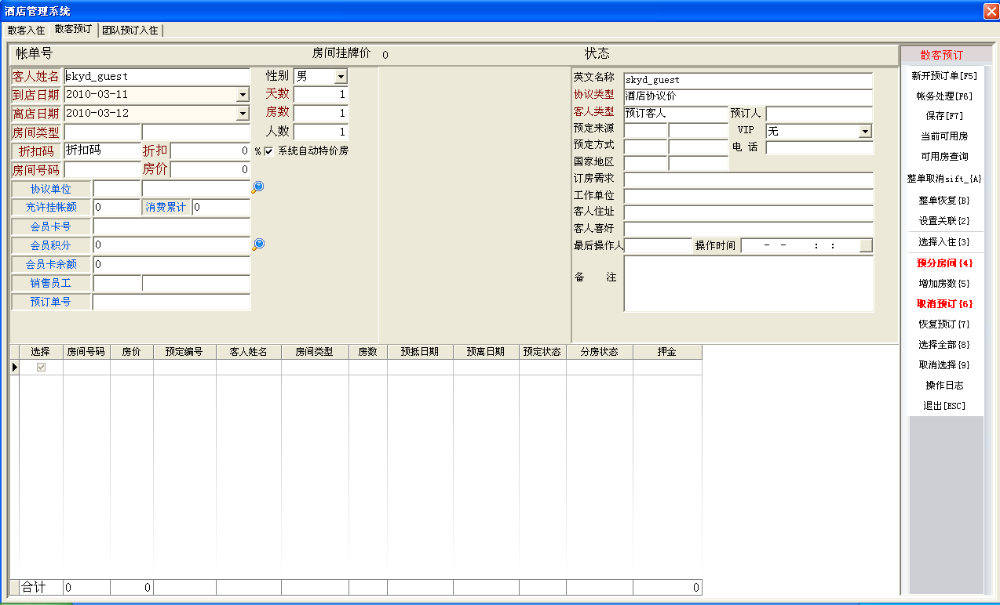 酒店管理系统
散客入住 散客预订 团队预订入住
帐单号 房间挂牌价 0 状态
客人姓名 skyd_guest 性别 男
到店日期 2010-03-11 天数 1
离店日期 2010-03-12 房数 1
房间类型 人数 1
折扣码 折扣码 折扣 0 % 系统自动特价房
房间号码 房价 0
协议单位
充许挂帐额 0 消费累计 0
会员卡号
会员积分 0
会员卡余额 0
销售员工
预订单号
英文名称 skyd_guest
协议类型 酒店协议价
客人类型 预订客人 预订人
预定来源 VIP 无
预定方式 电 话
国家地区
订房需求
工作单位
客人住址
客人喜好
最后操作人 操作时间 - - : :
备 注
选择 房间号码 房价 预定编号 客人姓名 房间类型 房数 预抵日期 预离日期 预定状态 分房状态 押金
合计 0 0 0
散客预订
新开预订单[F5]
帐务处理[F6]
保存[F7]
当前可用房
可用房查询
整单取消sift_{A}
整单恢复{B}
设置关联{2}
选择入住{3}
预分房间{4}
增加房数{5}
取消预订{6}
恢复预订{7}
选择全部{8}
取消选择{9}
操作日志
退出[ESC]